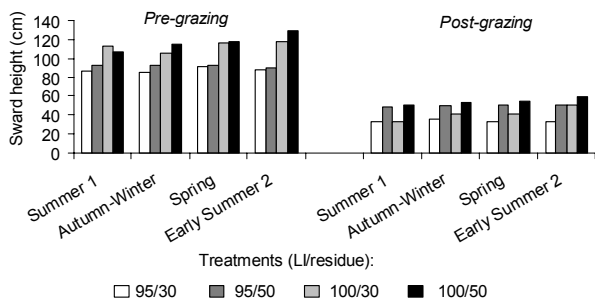 Pre-grazing
Post-grazing
Sward height (cm)
140
120
100
80
60
40
20
0
Summer 1
Autumn-Winter
Spring
Early Summer 2
Summer 1
Autumn-Winter
Spring
Early Summer 2
Treatments (LI/residue):
95/30 95/50 100/30 100/50